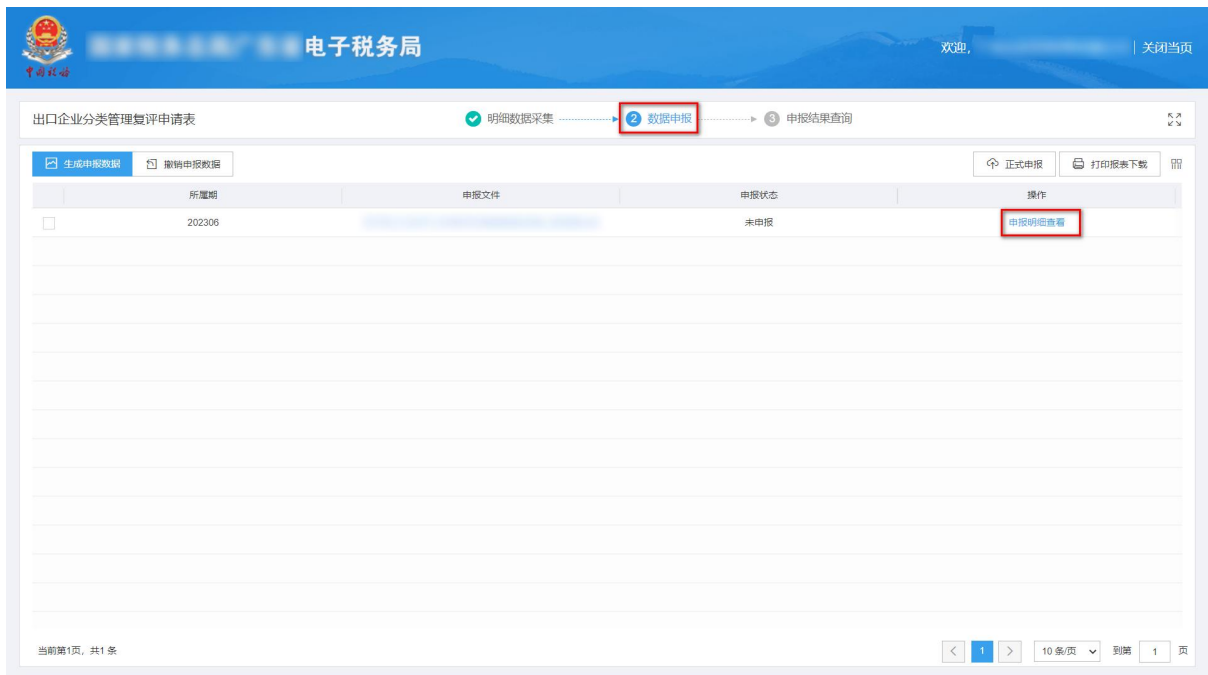 电子税务局
欢迎,
关闭当页
中国税务
出口企业分类管理复评申请表
明细数据采集
2 数据申报
3 申报结果查询
生成申报数据
撤销申报数据
正式申报
打印报表下载
所属期 申报文件 申报状态 操作
202306 未申报 申报明细查看
当前第1页, 共1 条
1
10 条/页
到第 1 页